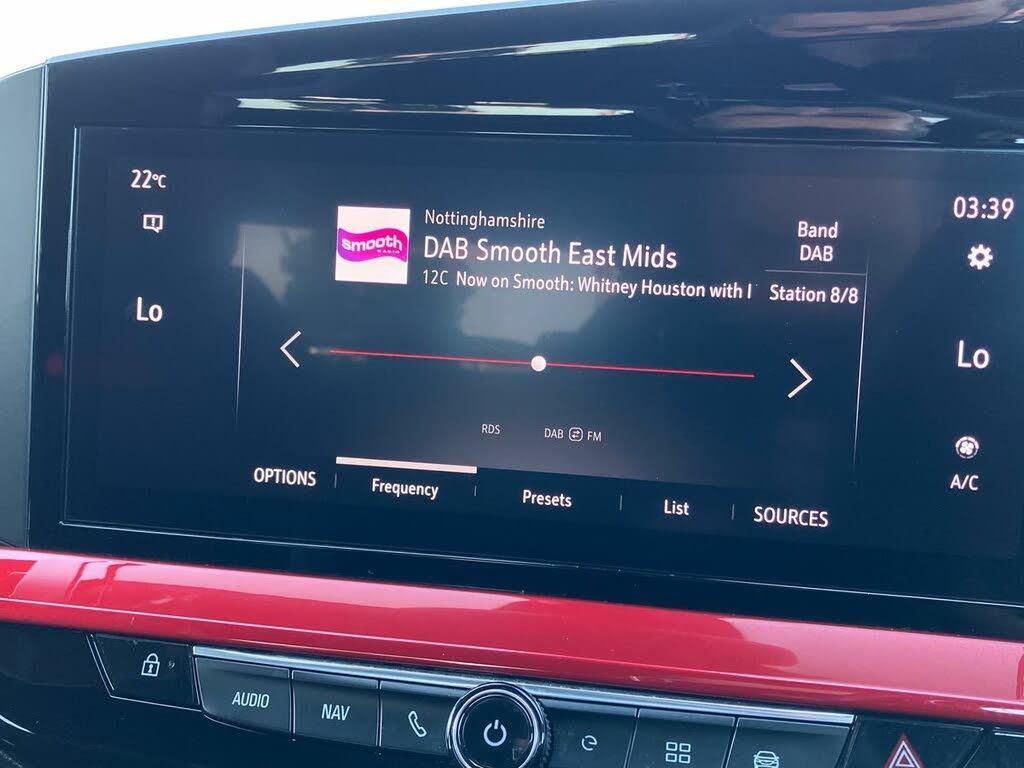 22°C
03:39
Lo
smooth
RADIO
Nottinghamshire
DAB Smooth East Mids
12C Now on Smooth: Whitney Houston with I
Band
DAB
Station 8/8
Lo
RDS
DAB FM
A/C
OPTIONS
Frequency
Presets
List
SOURCES
AUDIO
NAV